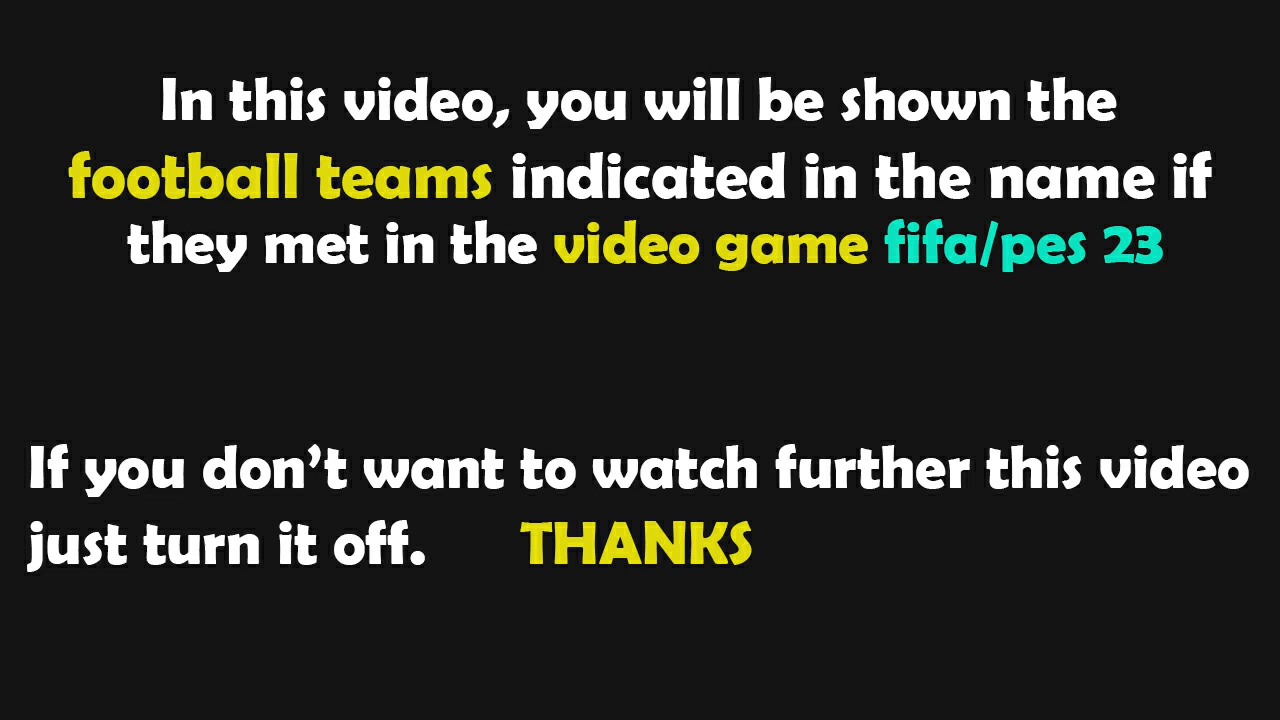 In this video, you will be shown the
football teams indicated in the name if
they met in the video game fifa/pes 23
If you don’t want to watch further this video
just turn it off. THANKS